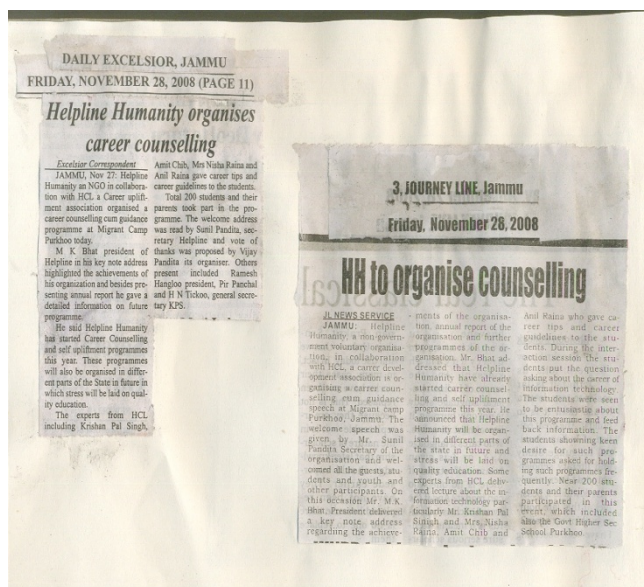 DAILY EXCELSIOR, JAMMU
FRIDAY, NOVEMBER 28, 2008 (PAGE 11)
Helpline Humanity organises
career counselling
Excelsior Correspondent
JAMMU, Nov 27: Helpline
Humanity an NGO in collabora-
tion with HCL a Career uplift-
ment association organised a
career counselling cum guidance
programme at Migrant Camp
Purkhoo today.
M K Bhat president of
Helpline in his key note address
highlighted the achievements of
his organization and besides pre-
senting annual report he gave a
detailed information on future
programme.
He said Helpline Humanity
has started Career Counselling
and self upliftment programmes
this year. These programmes
will also be organised in differ-
ent parts of the State in future in
which stress will be laid on qual-
ity education.
The experts from HCL
including Krishan Pal Singh,
Amit Chib, Mrs Nisha Raina and
Anil Raina gave career tips and
career guidelines to the students.
Total 200 students and their
parents took part in the pro-
gramme. The welcome address
was read by Sunil Pandita, sec-
retary Helpline and vote of
thanks was proposed by Vijay
Pandita its organiser. Others
present included Ramesh
Hangloo president, Pir Panchal
and H N Tickoo, general secre-
tary KPS.
3, JOURNEY LINE, Jammu
Friday, November 28, 2008
HH to organise counselling
JL NEWS SERVICE
JAMMU: Helpline
Humanity, a non-govern-
ment voluntary organisa-
tion, in collaboration
with HCL, a carrer devel-
opment association is or-
ganising a career coun-
selling cum guidance
speech at Migrant camp
Purkhoo, Jammu. The
welcome speech was
given by Mr. Sunil
Pandita Secretary of the
organisation and wel-
comed all the guests, stu-
dents and youth and
other participants. On
this occasion Mr. M.K.
Bhat, President delivered
a key note address
regarding the achieve-
ments of the organisa-
tion, annual report of the
organisation and further
programmes of the or-
ganisation. Mr. Bhat ad-
dressed that Helpline
Humanity have already
started career counsel-
ling and self upliftment
programme this year. He
announced that Helpline
Humanity will be organ-
ised in different parts of
the state in future and
stress will be laid on
quality education. Some
experts from HCL deliv-
ered lecture about the in-
formation technology par-
ticularly Mr. Krishan Pal
Singh and Mrs. Nisha
Raina, Amit Chib and
Anil Raina who gave ca-
reer tips and career
guidelines to the stu-
dents. During the inter-
action session the stu-
dents put the question
asking about the career of
information technology.
The students were seen
to be entusiastic about
this programme and feed
back information. The
students showning keen
desire for such pro-
grammes asked for hold-
ing such programmes fre-
quently. Near 200 stu-
dents and their parents
participated in this
event, which included
also the Govt Higher Sec
School Purkhoo.